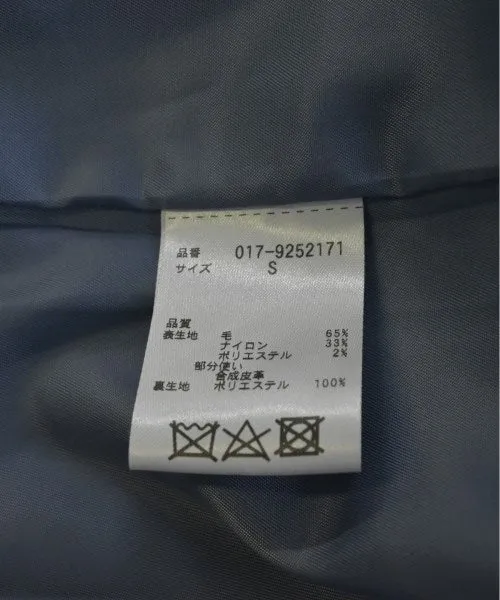 品番 017-9252171
サイズ S
品質
表生地 毛 65%
ナイロン 33%
ポリエステル 2%
部分使い
合成皮革
裏生地 ポリエステル 100%